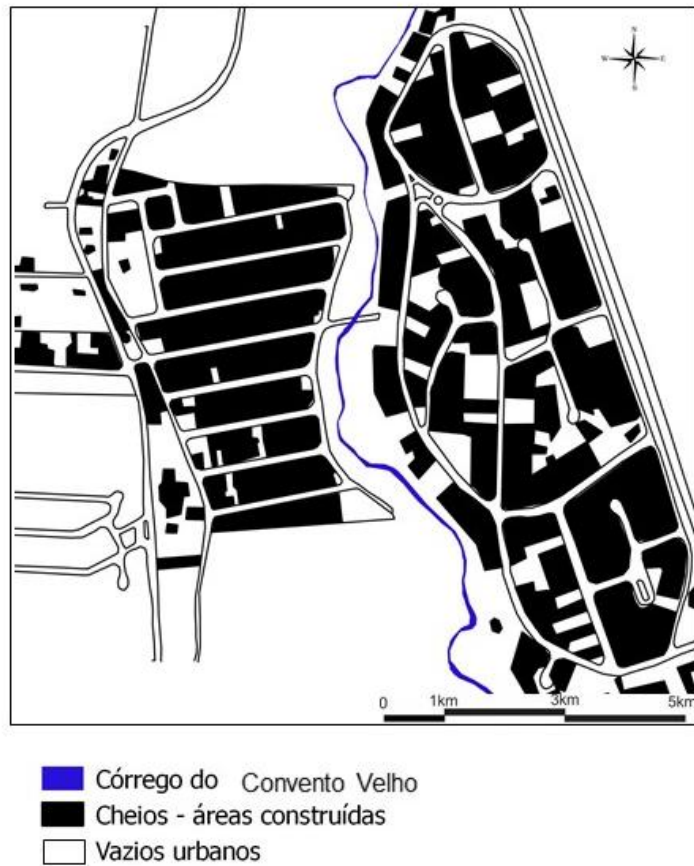 N
W E
S
0 1km 3km 5km
Córrego do Convento Velho
Cheios - áreas construídas
Vazios urbanos